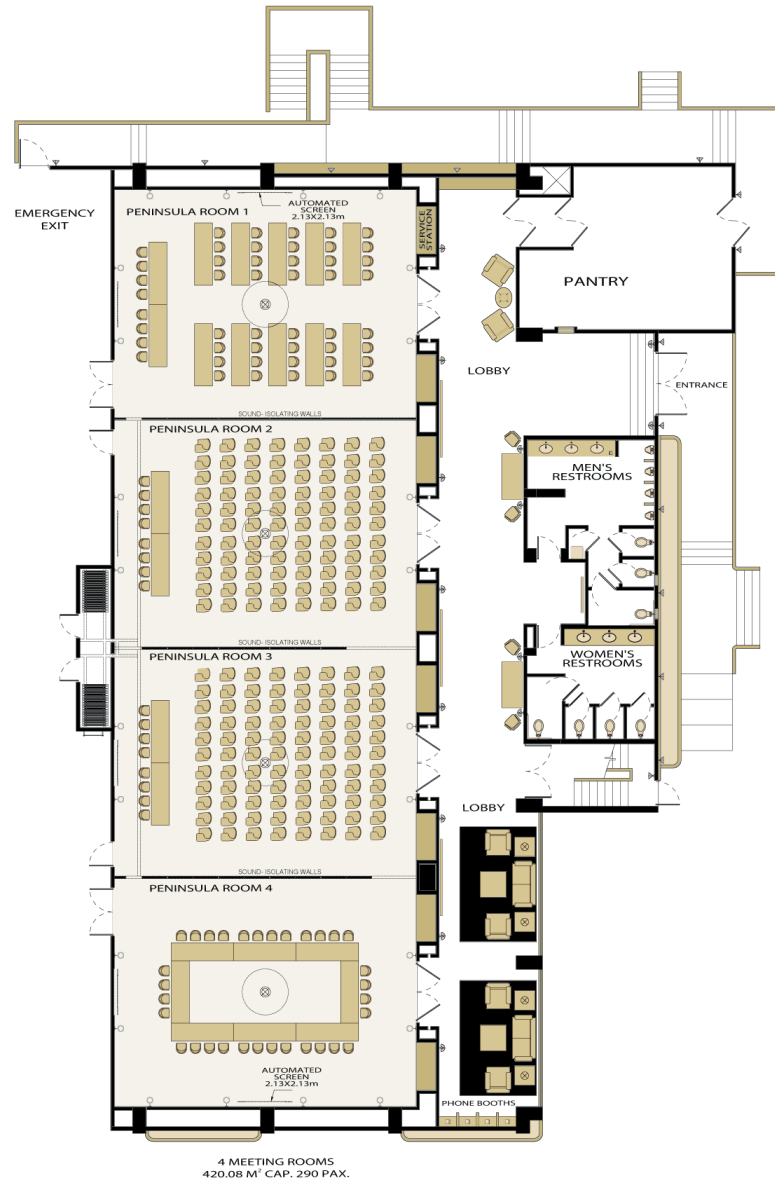 AUTOMATED
SCREEN
2.13X2.13m
EMERGENCY
EXIT
PENINSULA ROOM 1
SERVICE
STATION
PANTRY
LOBBY
ENTRANCE
SOUND- ISOLATING WALLS
PENINSULA ROOM 2
MEN'S
RESTROOMS
SOUND- ISOLATING WALLS
PENINSULA ROOM 3
WOMEN'S
RESTROOMS
LOBBY
SOUND- ISOLATING WALLS
PENINSULA ROOM 4
AUTOMATED
SCREEN
2.13X2.13m
PHONE BOOTHS
4 MEETING ROOMS
420.08 M² CAP. 290 PAX.